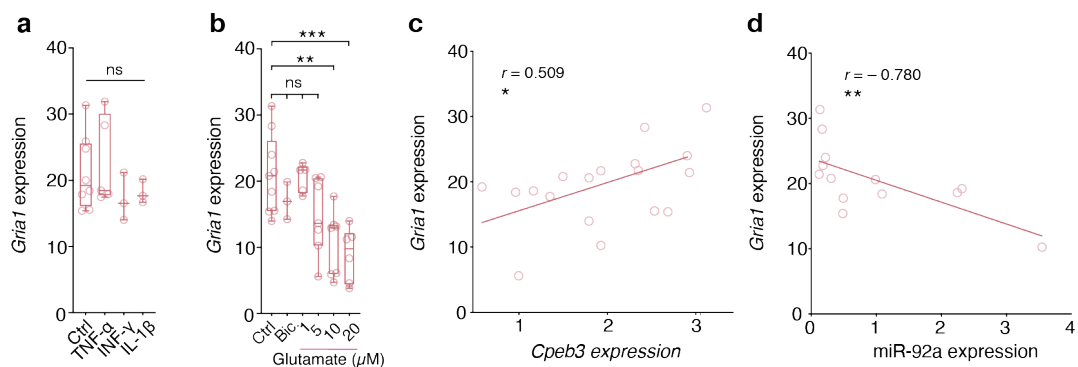 a
Gria1 expression
40
30
20
10
0
ns
Ctrl
TNF-α
INF-γ
IL-1β
b
Gria1 expression
40
30
20
10
0
***
**
ns
Ctrl
Bic.
1
5
10
20
Glutamate (μM)
c
Gria1 expression
40
30
20
10
0
r = 0.509
*
1
2
3
Cpeb3 expression
d
Gria1 expression
40
30
20
10
0
r = − 0.780
**
0
1
2
3
4
miR-92a expression